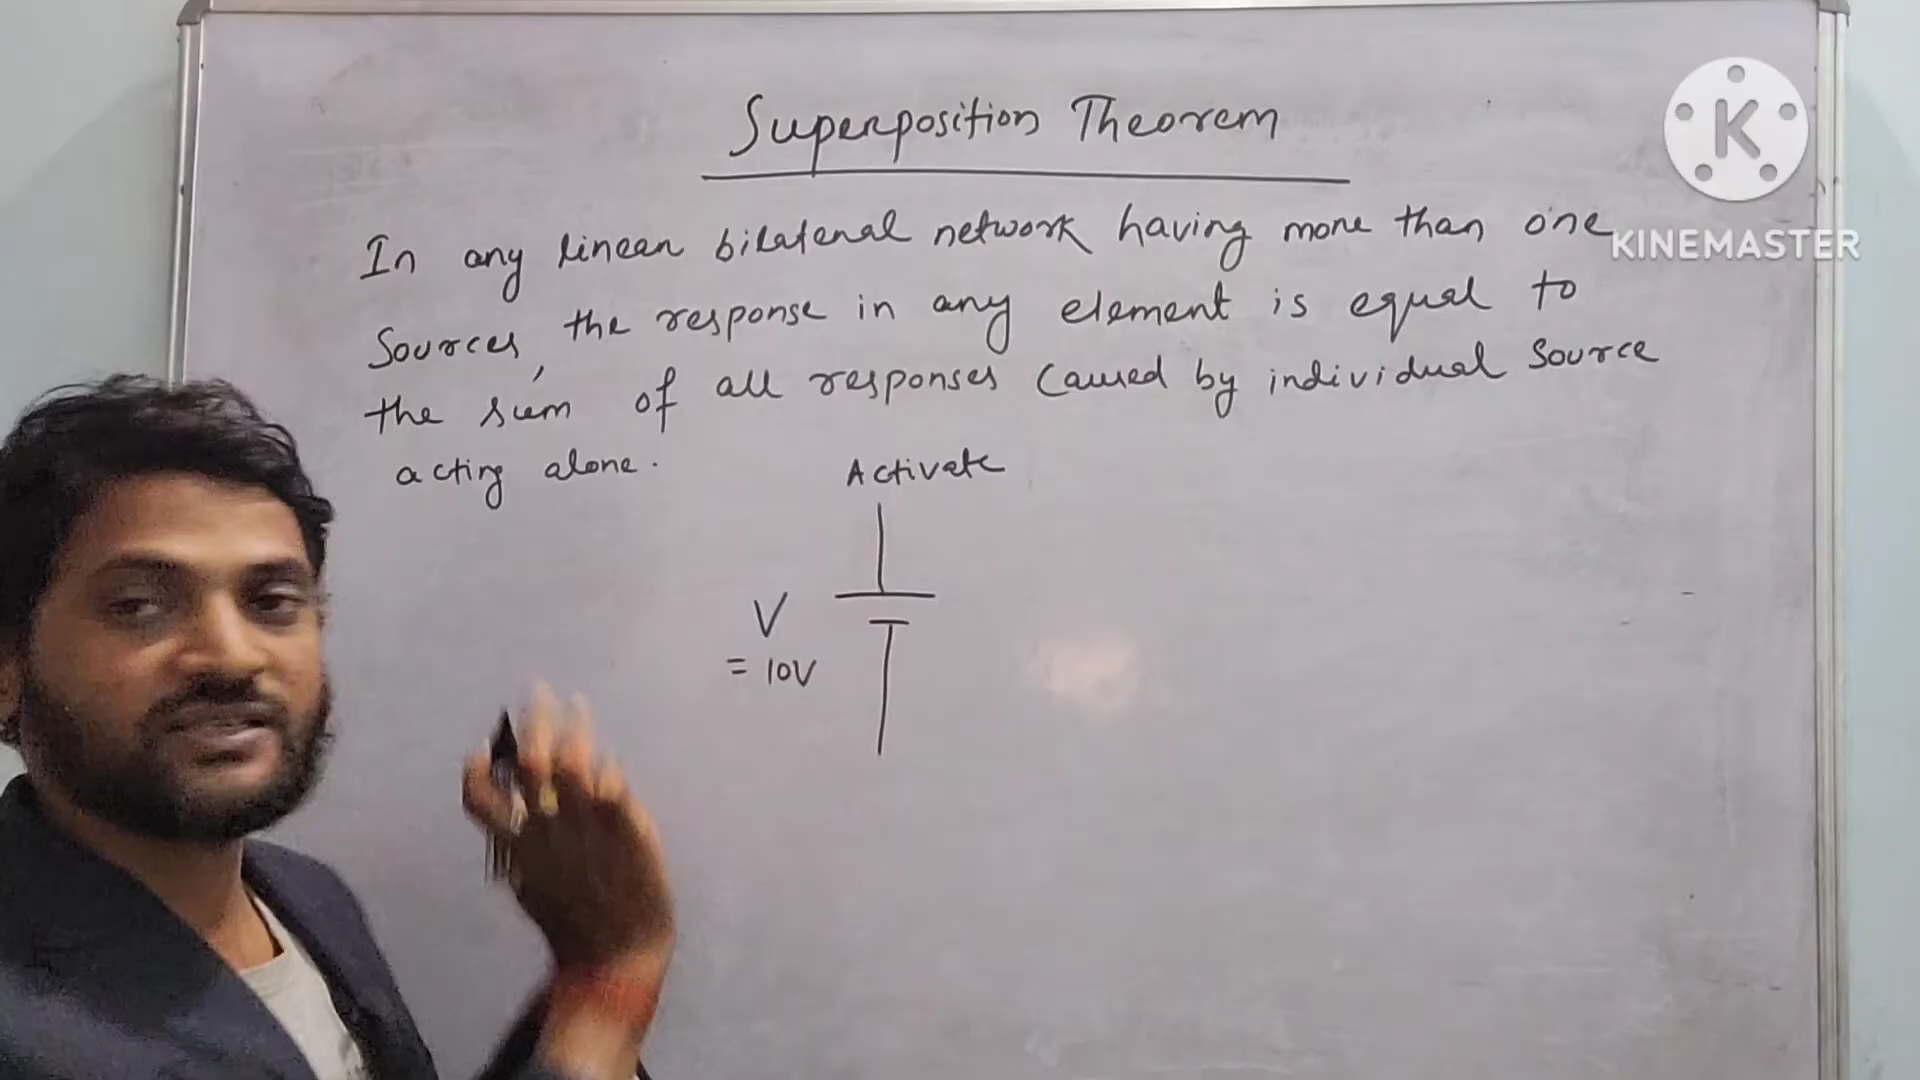 Superposition Theorem
In any linear bilateral network having more than one
Sources, the response in any element is equal to
the sum of all responses caused by individual source
acting alone.
Activate
V
= 10V
K
KINEMASTER